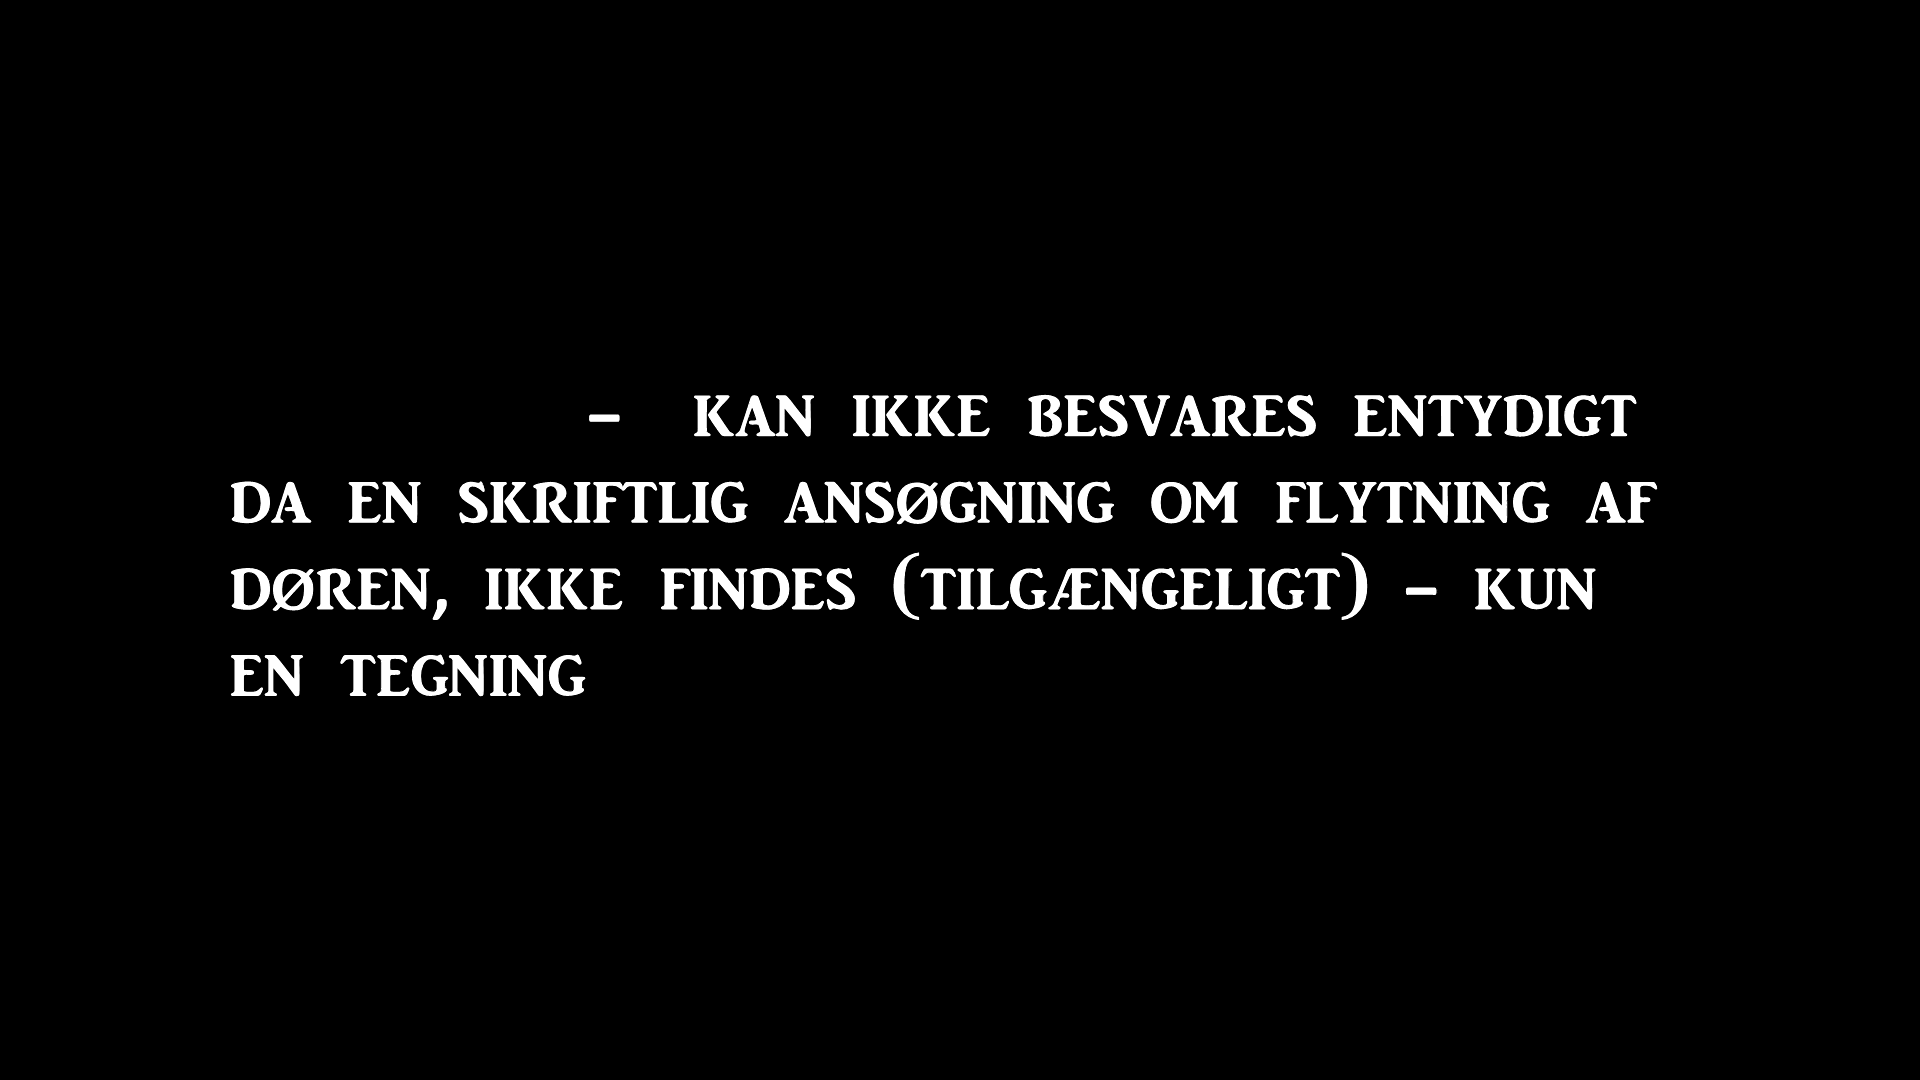 – KAN IKKE BESVARES ENTYDIGT
DA EN SKRIFTLIG ANSØGNING OM FLYTNING AF
DØREN, IKKE FINDES (TILGÆNGELIGT) – KUN
EN TEGNING